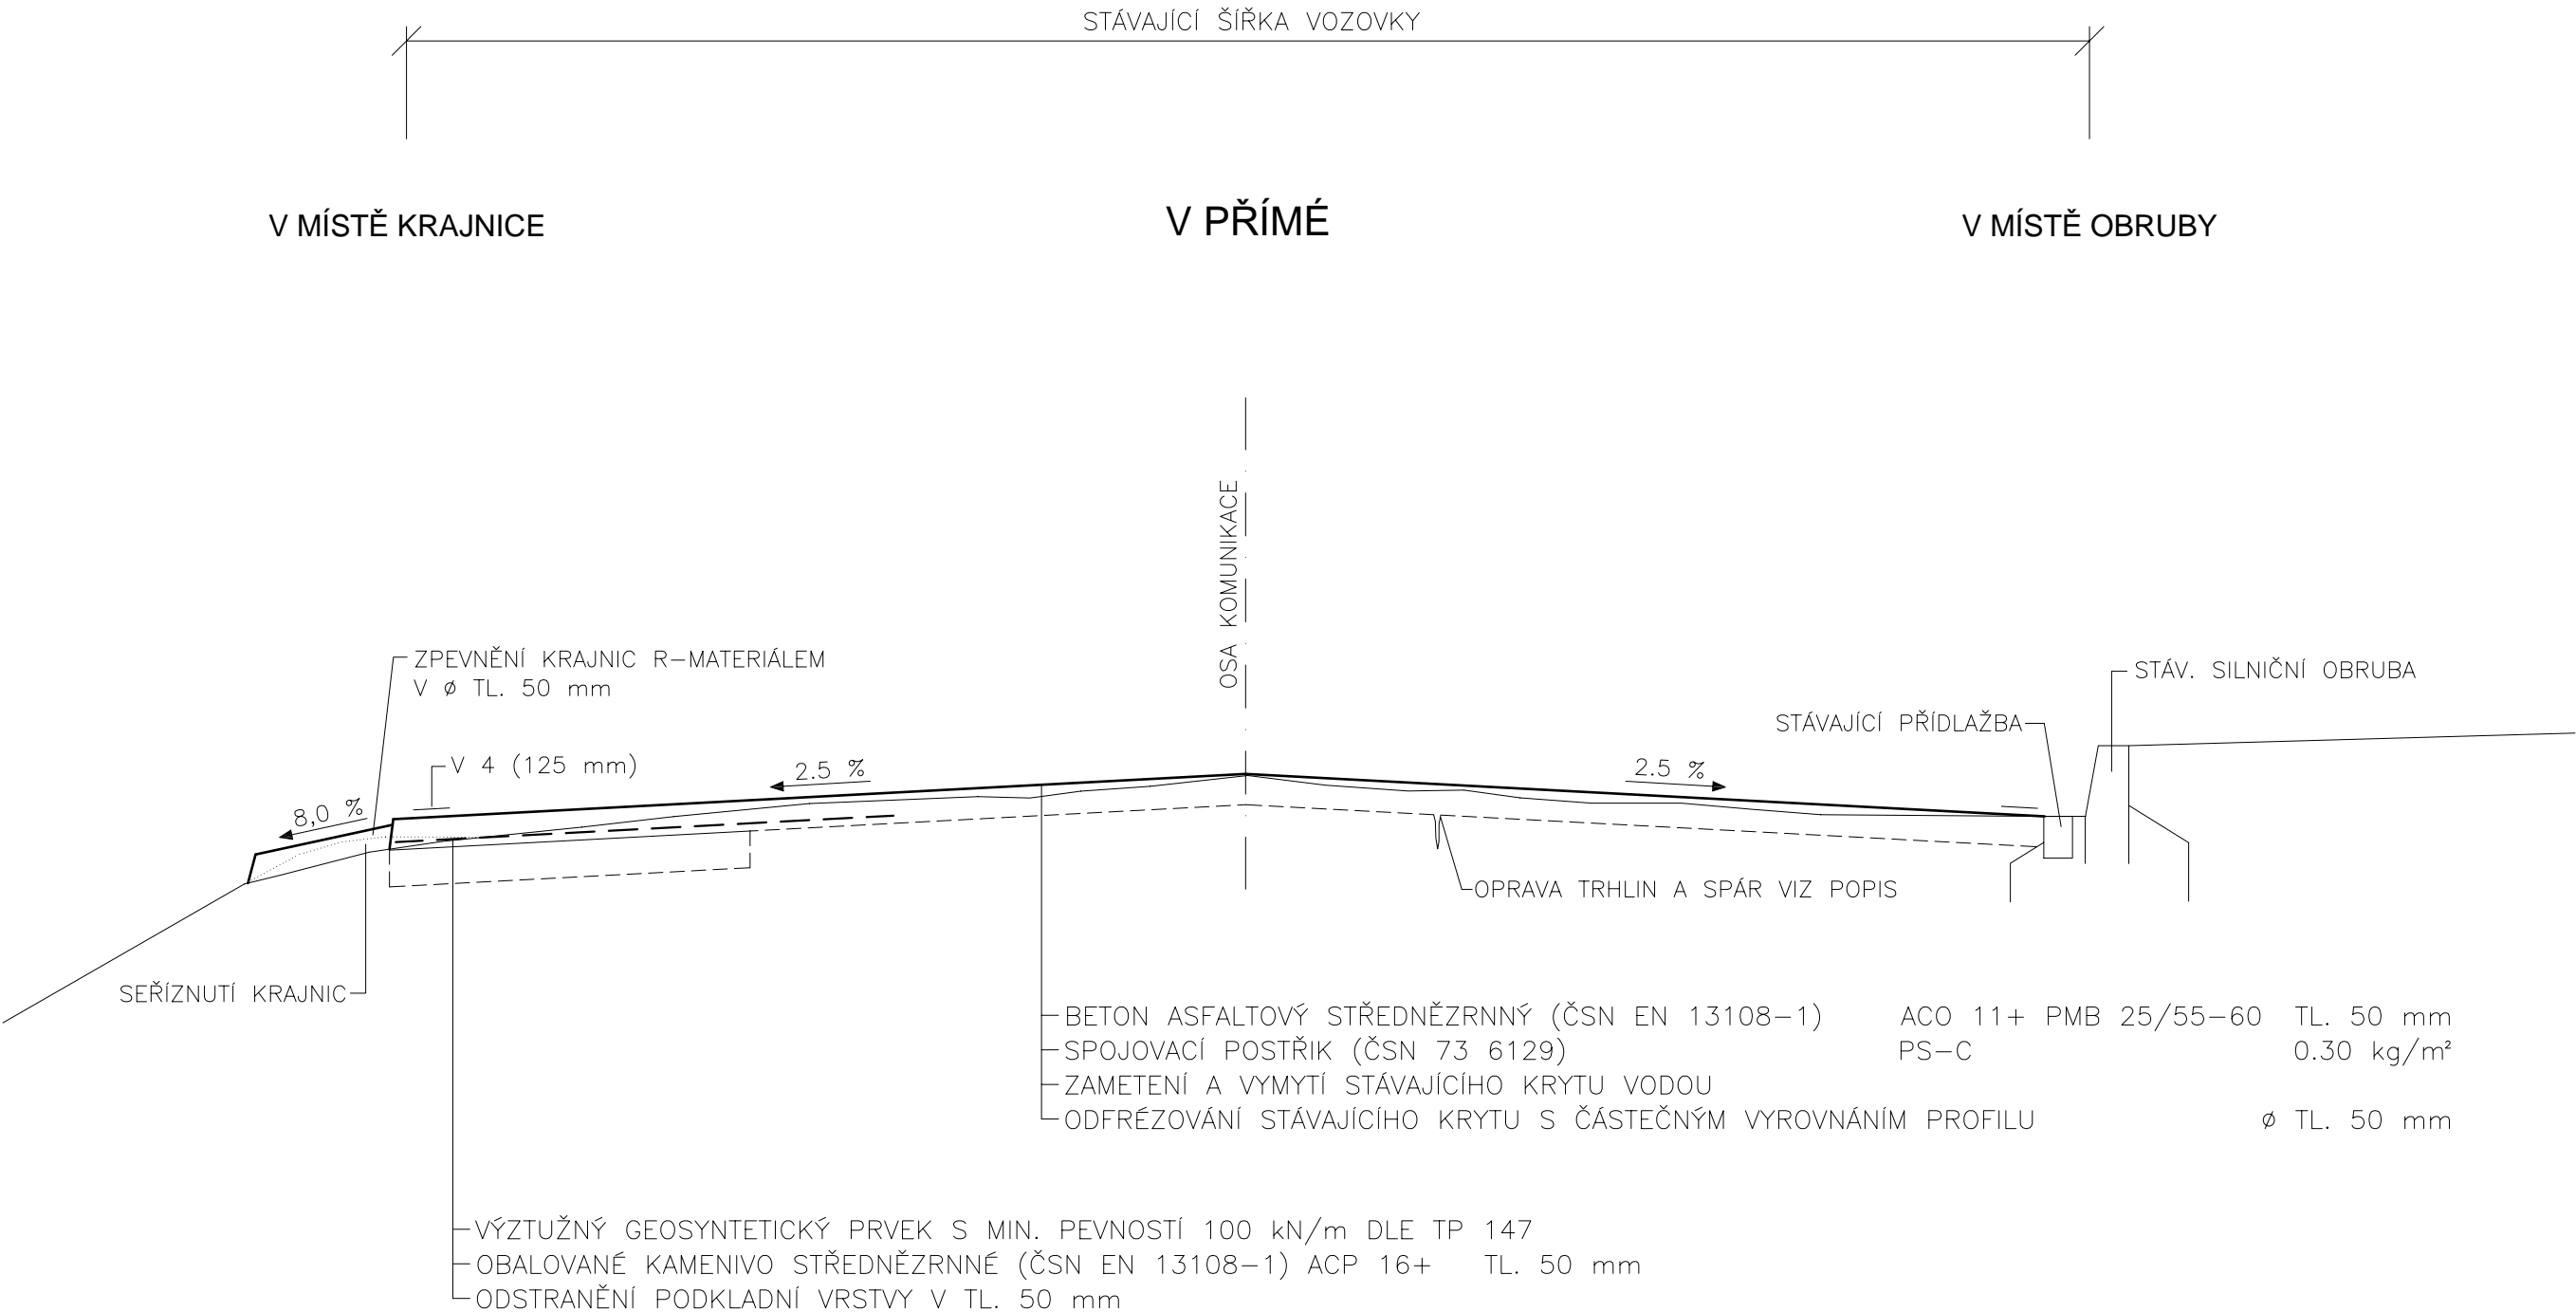 STÁVAJÍCÍ ŠÍŘKA VOZOVKY
V MÍSTĚ KRAJNICE
V PŘÍMÉ
V MÍSTĚ OBRUBY
OSA KOMUNIKACE
ZPEVNĚNÍ KRAJNIC R-MATERIÁLEM
V ø TL. 50 mm
STÁV. SILNIČNÍ OBRUBA
STÁVAJÍCÍ PŘÍDLAŽBA
V 4 (125 mm)
2.5 %
2.5 %
8,0 %
OPRAVA TRHLIN A SPÁR VIZ POPIS
SEŘÍZNUTÍ KRAJNIC
BETON ASFALTOVÝ STŘEDNĚZRNNÝ (ČSN EN 13108-1) ACO 11+ PMB 25/55-60 TL. 50 mm
SPOJOVACÍ POSTŘIK (ČSN 73 6129) PS-C 0.30 kg/m²
ZAMETENÍ A VYMYTÍ STÁVAJÍCÍHO KRYTU VODOU
ODFRÉZOVÁNÍ STÁVAJÍCÍHO KRYTU S ČÁSTEČNÝM VYROVNÁNÍM PROFILU ø TL. 50 mm
VÝZTUŽNÝ GEOSYNTETICKÝ PRVEK S MIN. PEVNOSTÍ 100 kN/m DLE TP 147
OBALOVANÉ KAMENIVO STŘEDNĚZRNNÉ (ČSN EN 13108-1) ACP 16+ TL. 50 mm
ODSTRANĚNÍ PODKLADNÍ VRSTVY V TL. 50 mm